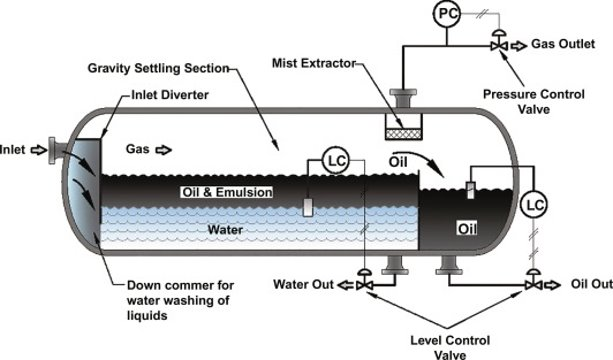 PC
Gas Outlet
Gravity Settling Section
Mist Extractor
Pressure Control
Valve
Inlet Diverter
Inlet
Gas
LC
Oil
Oil & Emulsion
LC
Water
Oil
Down commer for
water washing of
liquids
Water Out
Oil Out
Level Control
Valve